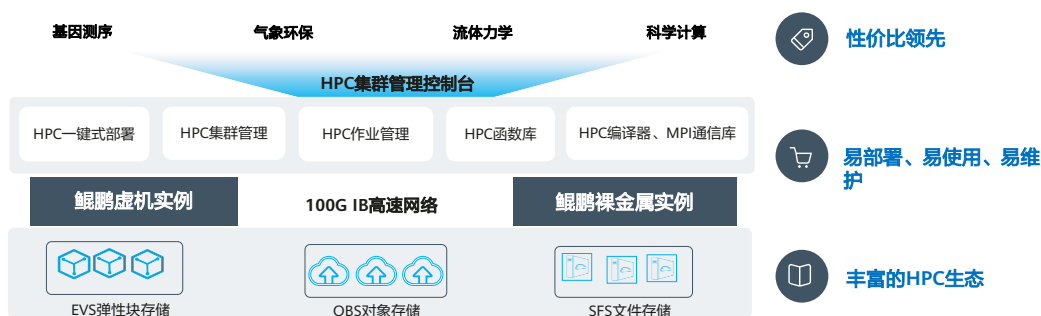 基因测序
气象环保
流体力学
科学计算
HPC集群管理控制台
HPC一键式部署
HPC集群管理
HPC作业管理
HPC函数库
HPC编译器、MPI通信库
鲲鹏虚机实例
100G IB高速网络
鲲鹏裸金属实例
EVS弹性块存储
OBS对象存储
SFS文件存储
性价比领先
易部署、易使用、易维
护
丰富的HPC生态